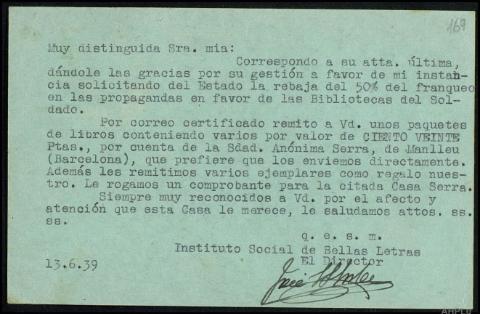 169
Muy distinguida Sra. mia:
Correspondo a su atta. última,
dándole las gracias por su gestión a favor de mi instan-
cia solicitando del Estado la rebaja del 50% del franqueo
en las propagandas en favor de las Bibliotecas del Sol-
dado.
Por correo certificado remito a Vd. unos paquetes
de libros conteniendo varios por valor de CIENTO VEINTE
Ptas., por cuenta de la Sdad. Anónima Serra, de Manlleu
(Barcelona), que prefiere que los enviemos directamente.
Además les remitimos varios ejemplares como regalo nues-
tro. Le rogamos un comprobante para la citada Casa Serra.
Siempre muy reconocidos a Vd. por el afecto y
atención que esta Casa le merece, le saludamos attos. ss.
ss.
q. e. s. m.
Instituto Social de Bellas Letras
El Director
13.6.39